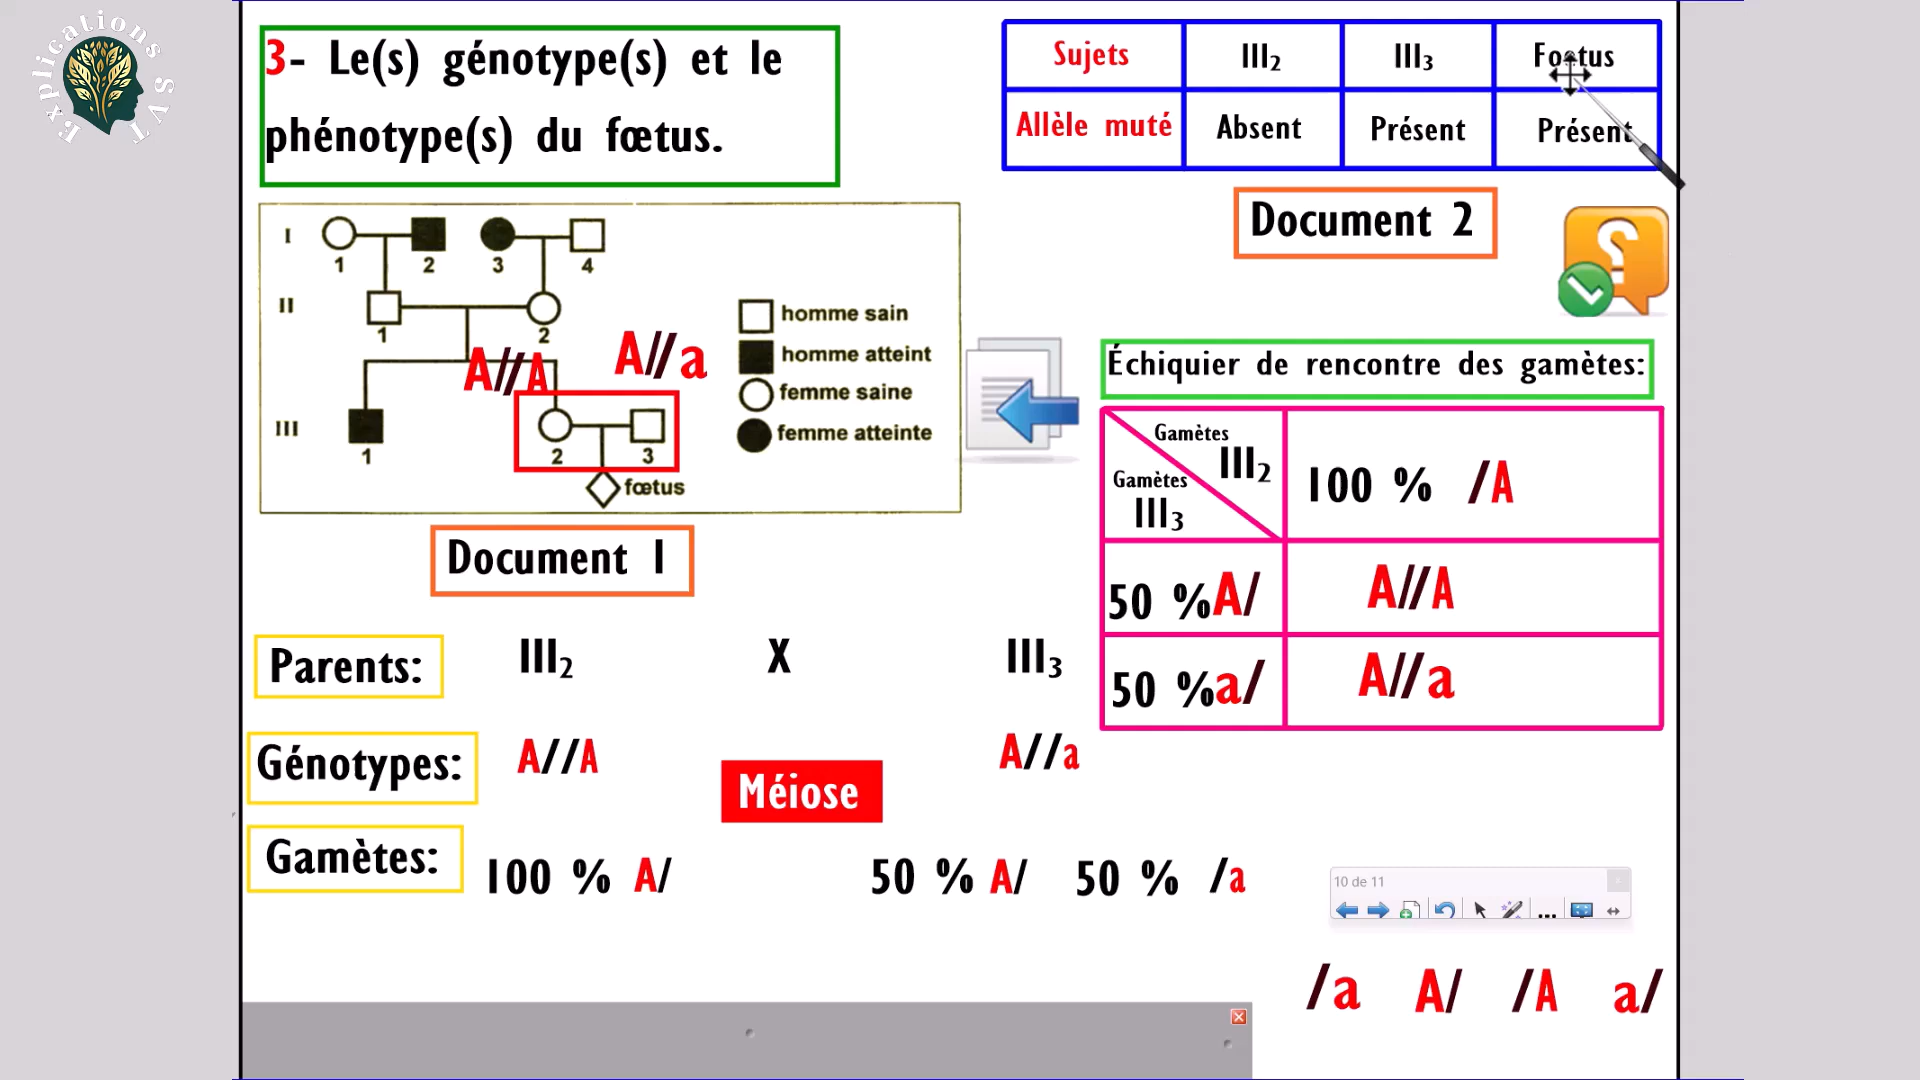 Explications SVT
3- Le(s) génotype(s) et le
phénotype(s) du fœtus.
Sujets III2 III3 Foetus
Allèle muté Absent Présent Présent
Document 2
I
1 2 3 4
II
1 2
A//A A//a
III
1 2 3
fœtus
homme sain
homme atteint
femme saine
femme atteinte
Document 1
Échiquier de rencontre des gamètes:
Gamètes III2
Gamètes III3
100 % /A
50 % A/ A//A
50 % a/ A//a
Parents: III2 X III3
Génotypes: A//A A//a
Méiose
Gamètes: 100 % A/ 50 % A/ 50 % /a
10 de 11
/a A/ /A a/